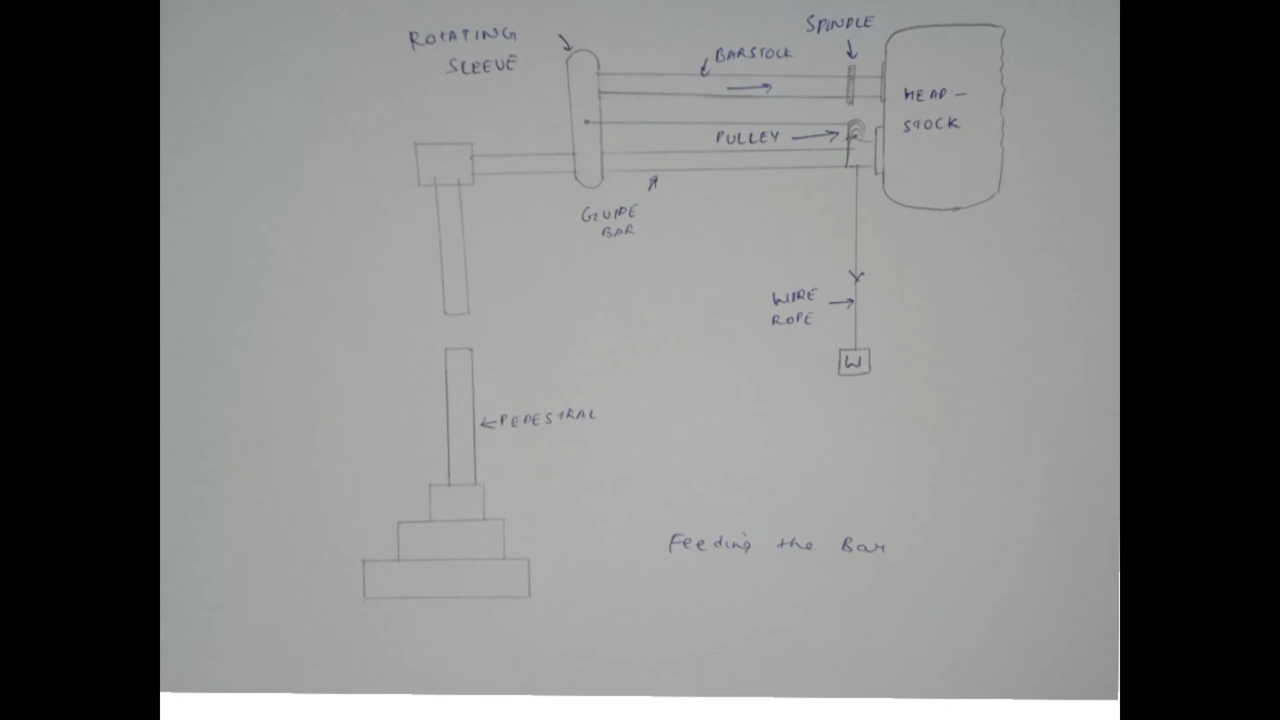 ROTATING
SLEEVE
SPINDLE
BARSTOCK
HEAD-
STOCK
PULLEY
GUIDE
BAR
WIRE
ROPE
W
PEDESTRAL
Feeding the Bar